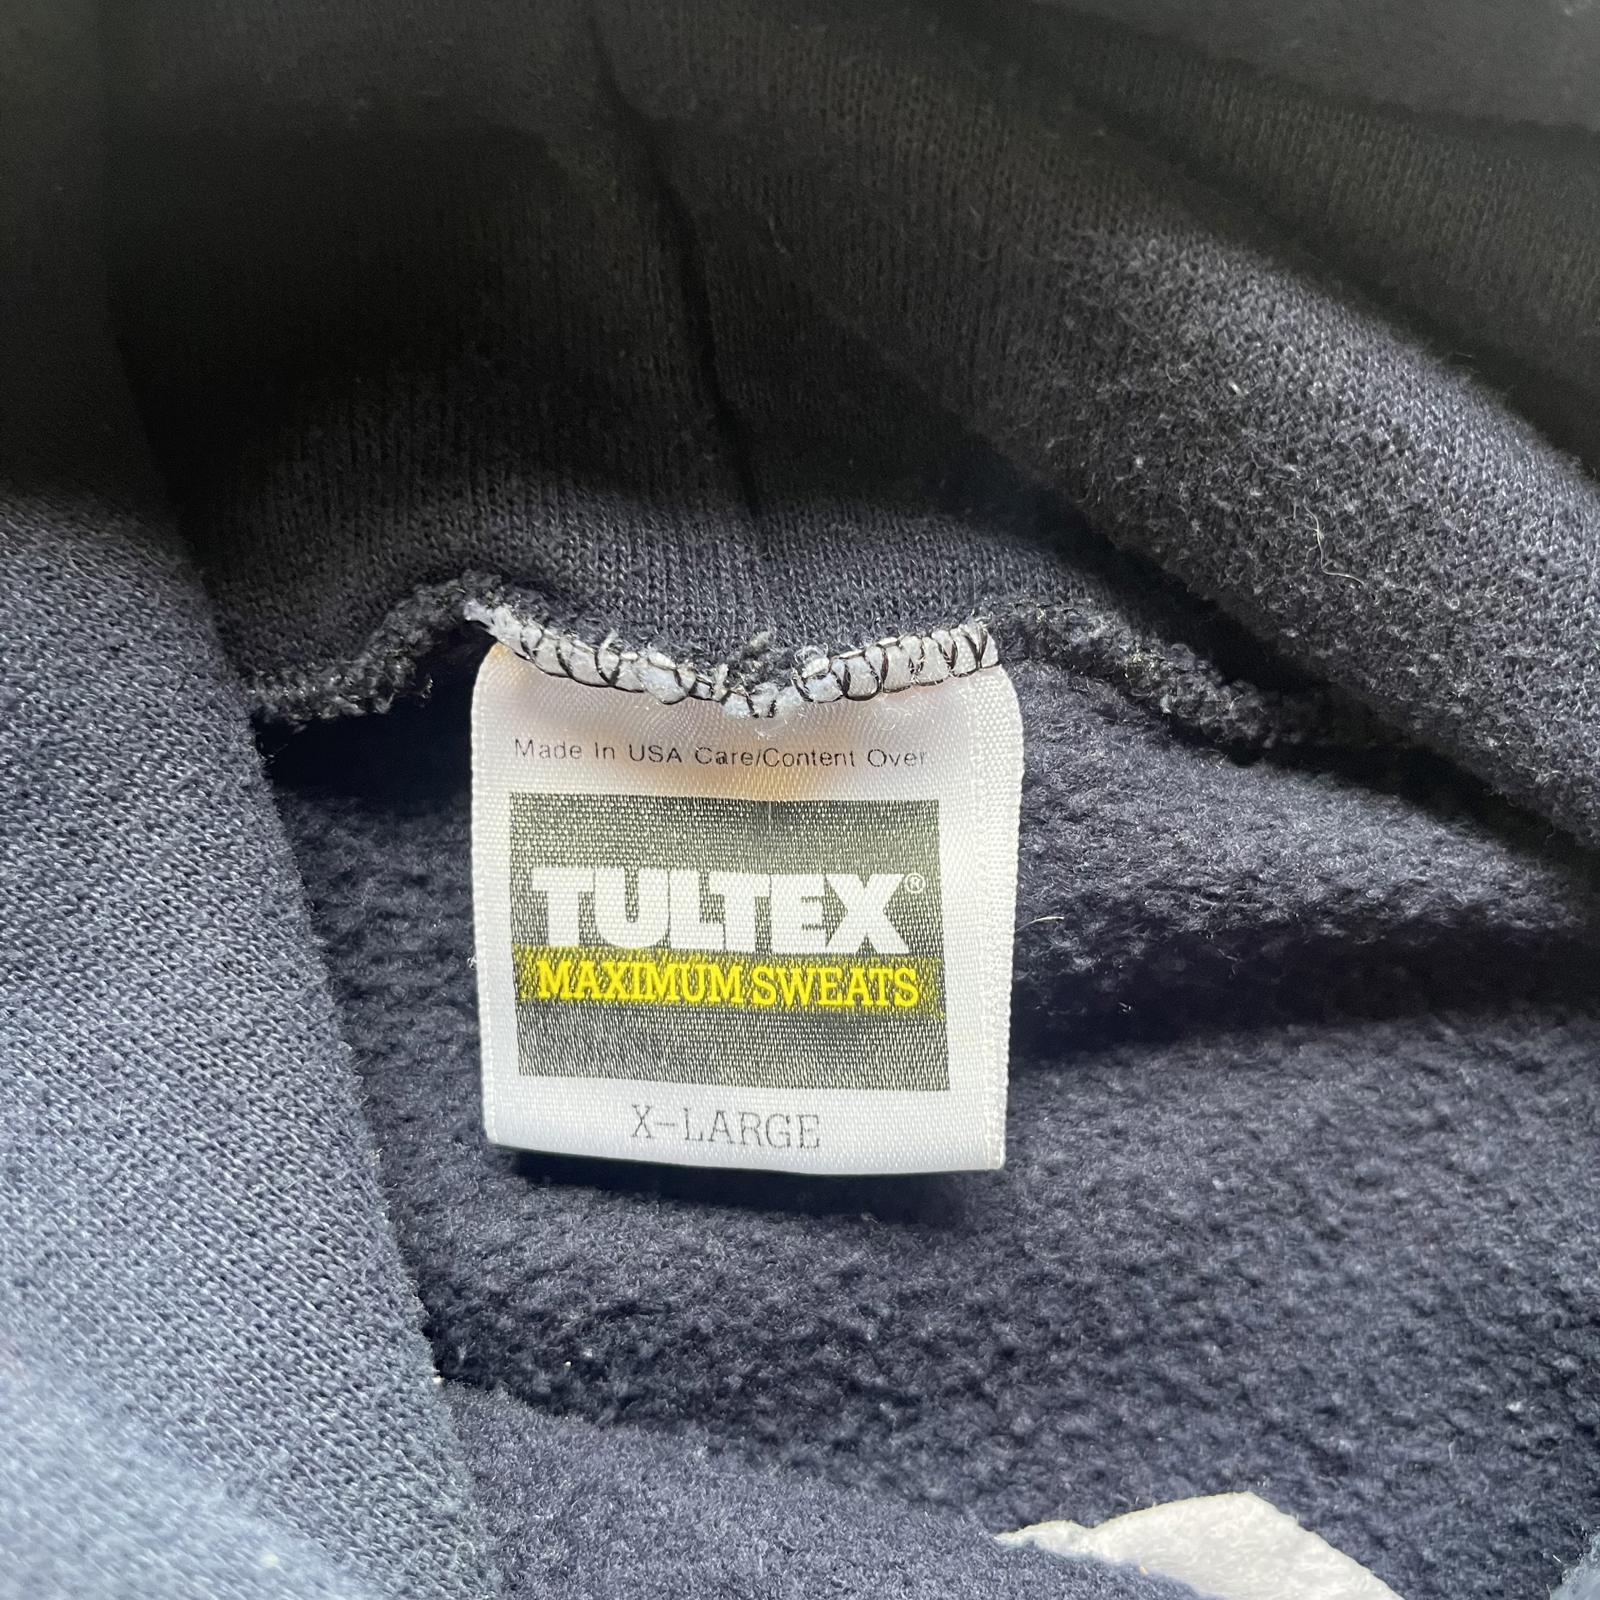 Made In USA Care/Content Over
TULTEX®
MAXIMUM SWEATS
X-LARGE